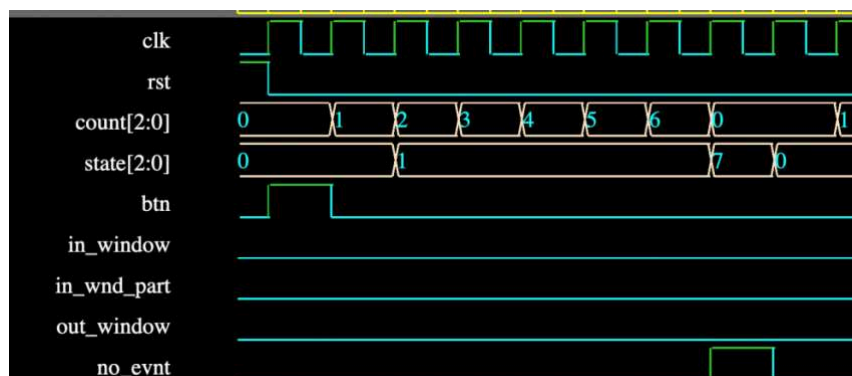 clk
rst
count[2:0] 0 1 2 3 4 5 6 0 1
state[2:0] 0 1 7 0
btn
in_window
in_wnd_part
out_window
no_evnt